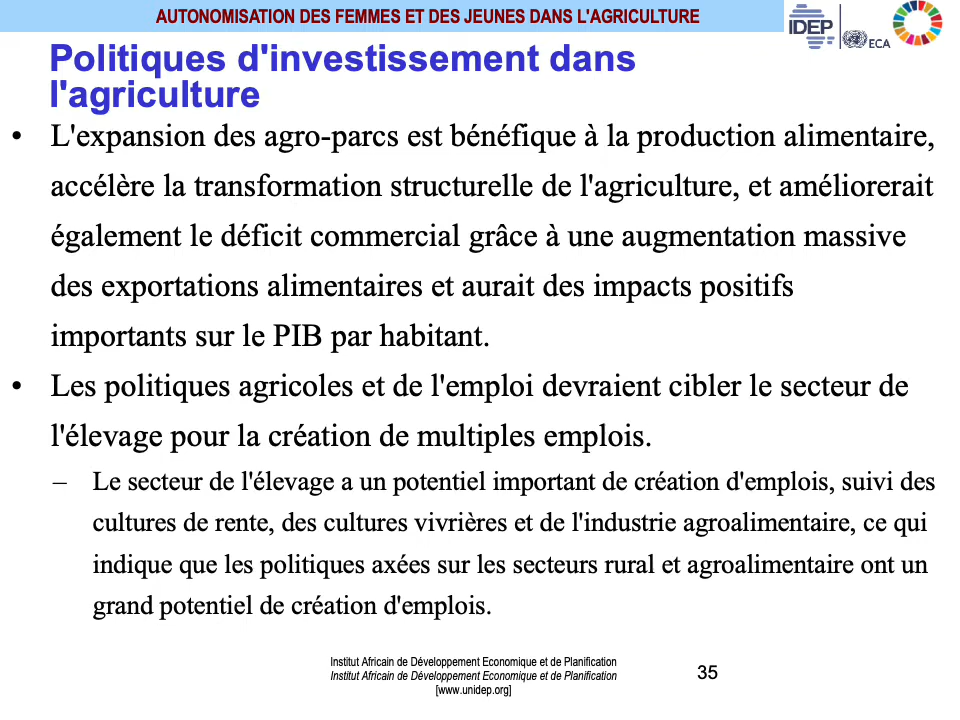 AUTONOMISATION DES FEMMES ET DES JEUNES DANS L'AGRICULTURE
IDEP
ECA
Politiques d'investissement dans
l'agriculture
• L'expansion des agro-parcs est bénéfique à la production alimentaire,
accélère la transformation structurelle de l'agriculture, et améliorerait
également le déficit commercial grâce à une augmentation massive
des exportations alimentaires et aurait des impacts positifs
importants sur le PIB par habitant.
• Les politiques agricoles et de l'emploi devraient cibler le secteur de
l'élevage pour la création de multiples emplois.
– Le secteur de l'élevage a un potentiel important de création d'emplois, suivi des
cultures de rente, des cultures vivrières et de l'industrie agroalimentaire, ce qui
indique que les politiques axées sur les secteurs rural et agroalimentaire ont un
grand potentiel de création d'emplois.
Institut Africain de Développement Economique et de Planification
Institut Africain de Développement Economique et de Planification
[www.unidep.org]
35